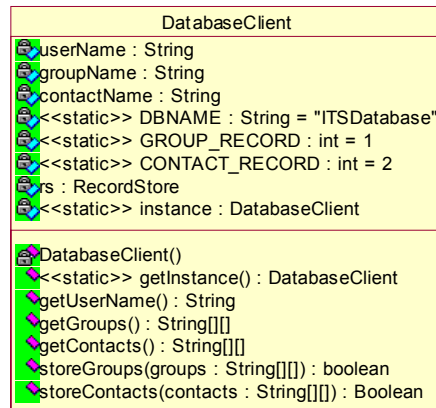 DatabaseClient
userName : String
groupName : String
contactName : String
<<static>> DBNAME : String = "ITSDatabase"
<<static>> GROUP_RECORD : int = 1
<<static>> CONTACT_RECORD : int = 2
rs : RecordStore
<<static>> instance : DatabaseClient
DatabaseClient()
<<static>> getInstance() : DatabaseClient
getUserName() : String
getGroups() : String[][]
getContacts() : String[][]
storeGroups(groups : String[][]) : boolean
storeContacts(contacts : String[][]) : Boolean